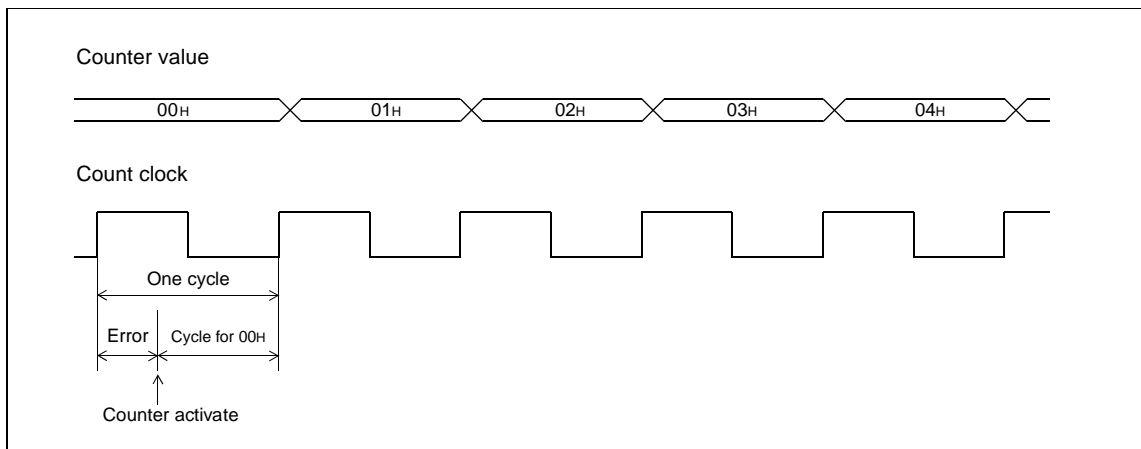 Counter value
00H 01H 02H 03H 04H
Count clock
One cycle
Error Cycle for 00H
Counter activate